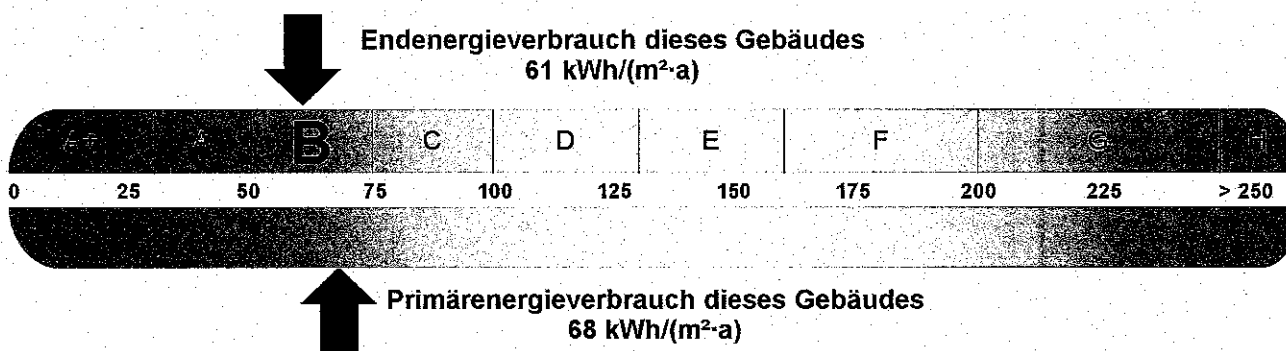 Endenergieverbrauch dieses Gebäudes
61 kWh/(m²·a)
A+ A B C D E F G H
0 25 50 75 100 125 150 175 200 225 > 250
Primärenergieverbrauch dieses Gebäudes
68 kWh/(m²·a)